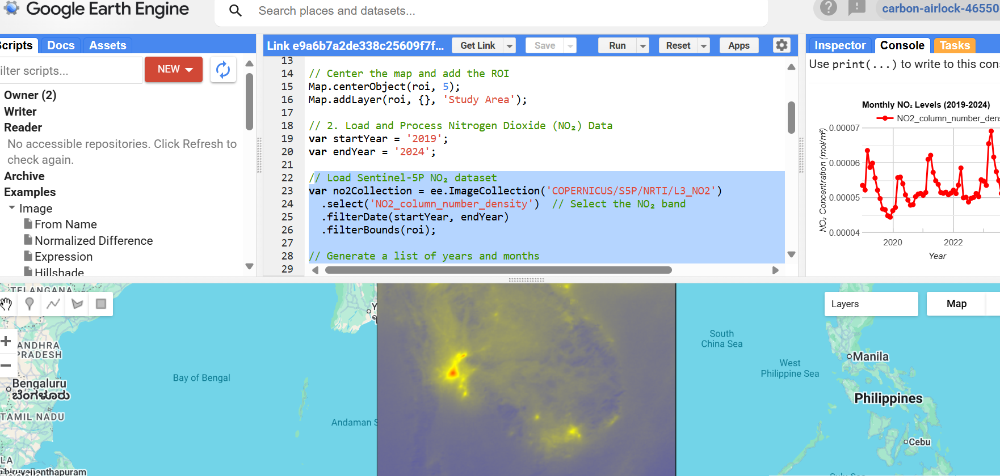 Google Earth Engine
Search places and datasets...
carbon-airlock-46550
Scripts
Docs
Assets
Link e9a6b7a2de338c25609f7f...
Get Link
Save
Run
Reset
Apps
Inspector
Console
Tasks
ilter scripts...
NEW
Owner (2)
Writer
Reader
No accessible repositories. Click Refresh to
check again.
Archive
Examples
Image
From Name
Normalized Difference
Expression
Hillshade
13
14 // Center the map and add the ROI
15 Map.centerObject(roi, 5);
16 Map.addLayer(roi, {}, 'Study Area');
17
18 // 2. Load and Process Nitrogen Dioxide (NO₂) Data
19 var startYear = '2019';
20 var endYear = '2024';
21
22 // Load Sentinel-5P NO₂ dataset
23 var no2Collection = ee.ImageCollection('COPERNICUS/S5P/NRTI/L3_NO2')
24 .select('NO2_column_number_density') // Select the NO₂ band
25 .filterDate(startYear, endYear)
26 .filterBounds(roi);
27
28 // Generate a list of years and months
29
Use print(...) to write to this con
Monthly NO₂ Levels (2019-2024)
NO2_column_number_den
NO₂ Concentration (mol/m²)
0.00007
0.00006
0.00005
0.00004
2020
2022
Year
TELANGANA
ANDHRA
PRADESH
Bengaluru
ಬೆಂಗಳೂರು
TAMIL NADU
LA
Thiruvananthapuram
Bay of Bengal
Andaman S
Y
Layers
Map
South
China Sea
West
Philippine Sea
Manila
Philippines
Cebu